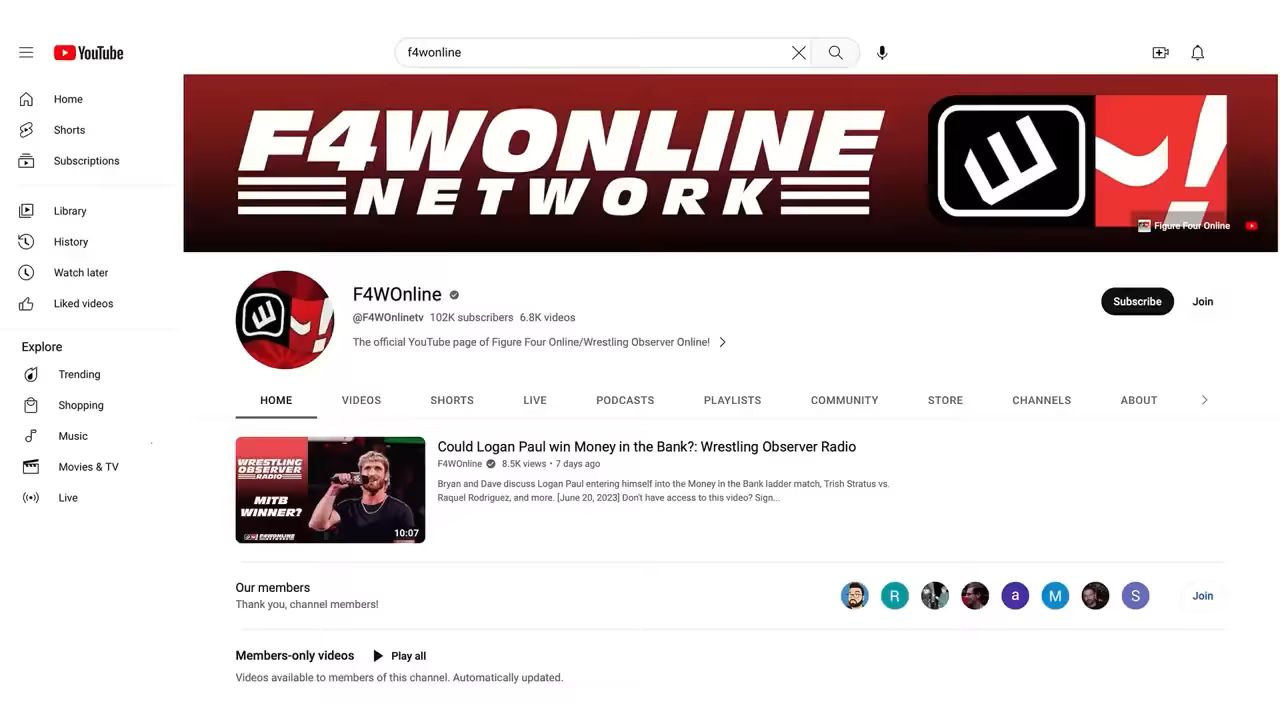 YouTube
f4wonline
Home
Shorts
Subscriptions
Library
History
Watch later
Liked videos
Explore
Trending
Shopping
Music
Movies & TV
Live
F4WONLINE
NETWORK
Figure Four Online
F4WOnline
@F4WOnlinetv 102K subscribers 6.8K videos
The official YouTube page of Figure Four Online/Wrestling Observer Online!
Subscribe
Join
HOME VIDEOS SHORTS LIVE PODCASTS PLAYLISTS COMMUNITY STORE CHANNELS ABOUT
WRESTLING
OBSERVER
RADIO
MITB
WINNER?
F4WONLINE
10:07
Could Logan Paul win Money in the Bank?: Wrestling Observer Radio
F4WOnline 8.5K views • 7 days ago
Bryan and Dave discuss Logan Paul entering himself into the Money in the Bank ladder match, Trish Stratus vs.
Raquel Rodriguez, and more. [June 20, 2023] Don't have access to this video? Sign...
Our members
Thank you, channel members!
R a M S
Join
Members-only videos Play all
Videos available to members of this channel. Automatically updated.